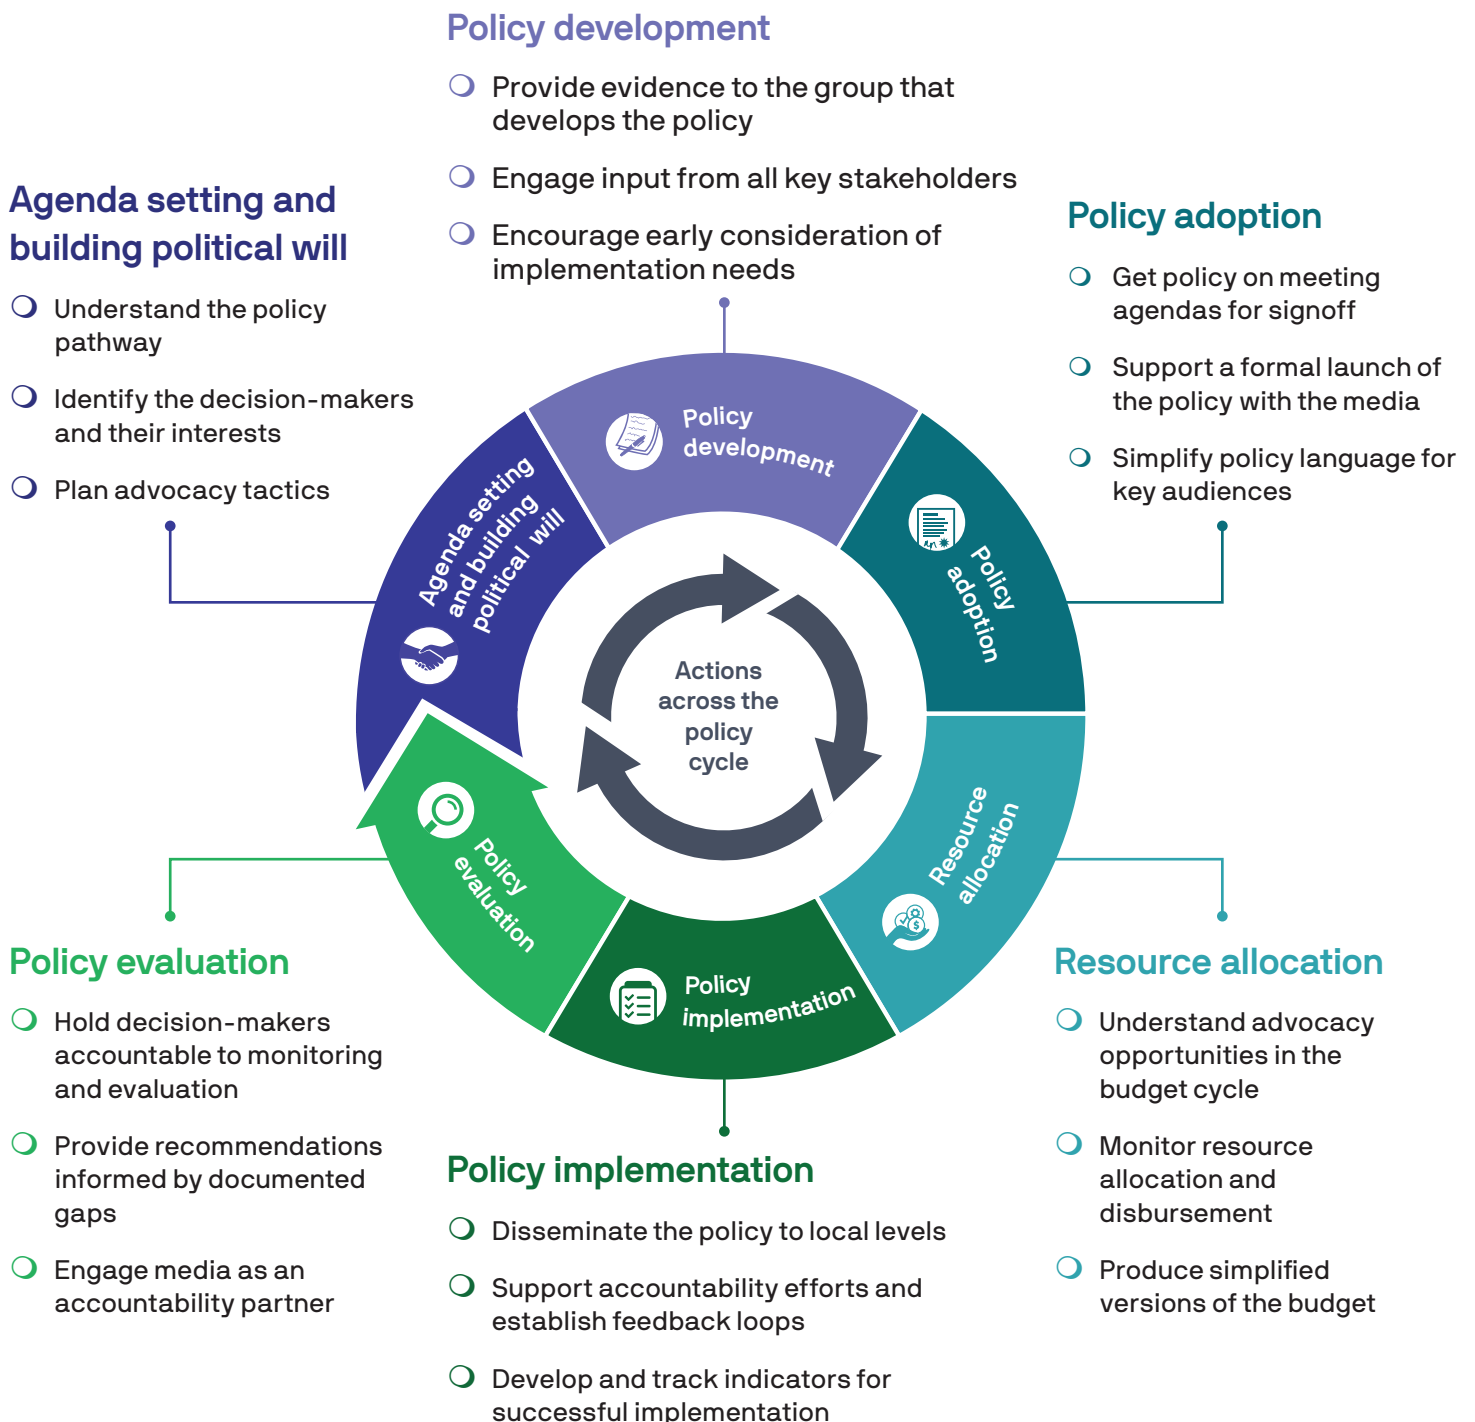 Policy development
Provide evidence to the group that
develops the policy
Engage input from all key stakeholders
Encourage early consideration of
implementation needs
Agenda setting and
building political will
Understand the policy
pathway
Identify the decision-makers
and their interests
Plan advocacy tactics
Policy adoption
Get policy on meeting
agendas for signoff
Support a formal launch of
the policy with the media
Simplify policy language for
key audiences
Policy
development
Agenda setting
and building
political will
Policy
adoption
Actions
across the
policy
cycle
Resource
allocation
Policy
evaluation
Policy
implementation
Policy evaluation
Hold decision-makers
accountable to monitoring
and evaluation
Provide recommendations
informed by documented
gaps
Engage media as an
accountability partner
Policy implementation
Disseminate the policy to local levels
Support accountability efforts and
establish feedback loops
Develop and track indicators for
successful implementation
Resource allocation
Understand advocacy
opportunities in the
budget cycle
Monitor resource
allocation and
disbursement
Produce simplified
versions of the budget